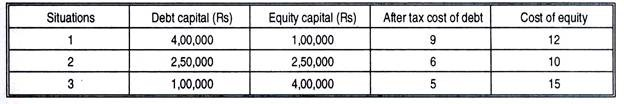 Situations Debt capital (Rs) Equity capital (Rs) After tax cost of debt Cost of equity
1 4,00,000 1,00,000 9 12
2 2,50,000 2,50,000 6 10
3 1,00,000 4,00,000 5 15